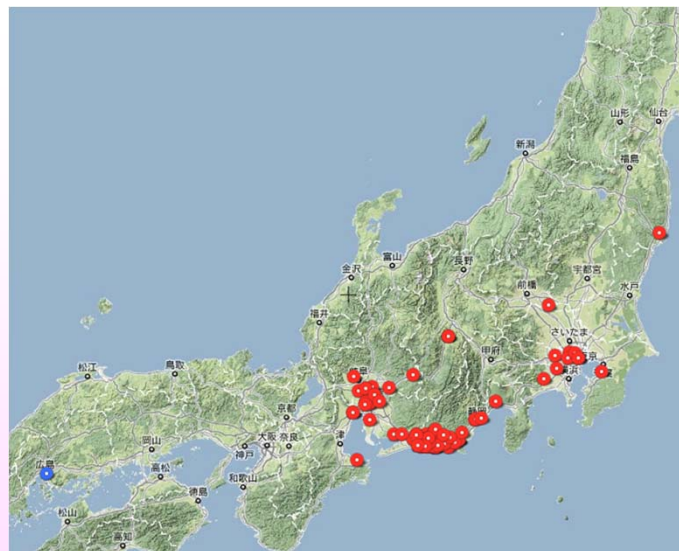 山形
仙台
新潟
福島
富山
金沢
長野
前橋
宇都宮
水戸
福井
さいたま
甲府
松江
鳥取
岐阜
京
横浜
葉
京都
静岡
津
岡山
神戸
大阪
奈良
広島
高松
和歌山
徳島
松山
高知